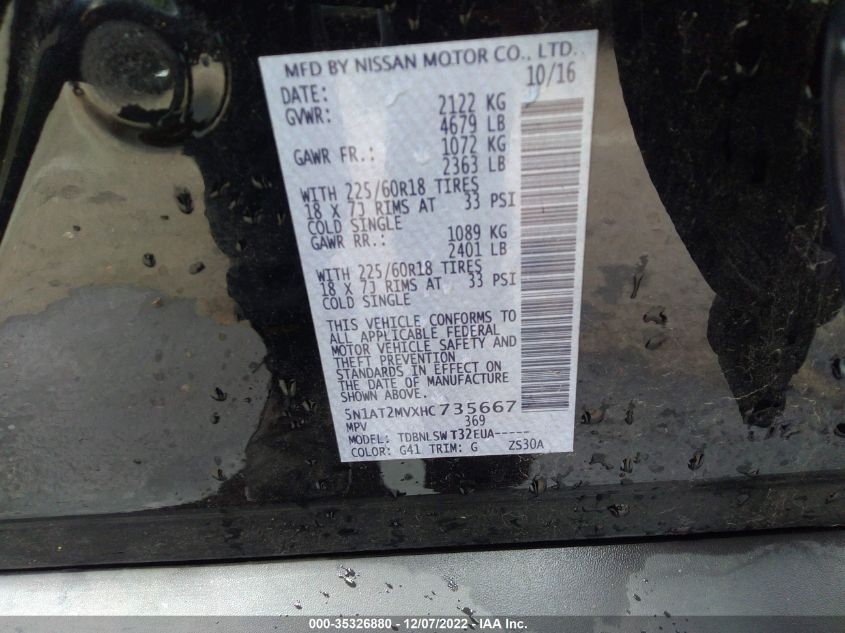 MFD BY NISSAN MOTOR CO., LTD.
DATE: 10/16
GVWR: 2122 KG
4679 LB
GAWR FR.: 1072 KG
2363 LB
WITH 225/60R18 TIRES
18 X 7J RIMS AT 33 PSI
COLD SINGLE
GAWR RR.: 1089 KG
2401 LB
WITH 225/60R18 TIRES
18 X 7J RIMS AT 33 PSI
COLD SINGLE
THIS VEHICLE CONFORMS TO
ALL APPLICABLE FEDERAL
MOTOR VEHICLE SAFETY AND
THEFT PREVENTION
STANDARDS IN EFFECT ON
THE DATE OF MANUFACTURE
SHOWN ABOVE.
5N1AT2MVXHC735667
MPV 369
MODEL: TDBNLSW T32EUA-----
COLOR: G41 TRIM: G ZS30A
000-35326880 - 12/07/2022 - IAAI Inc.